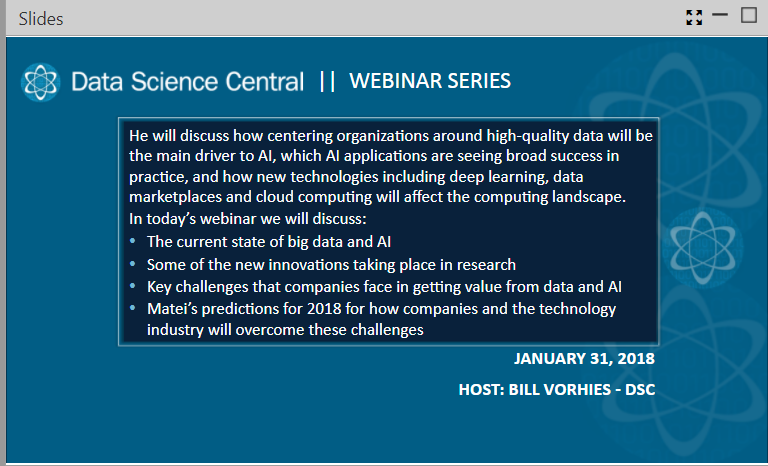 Slides
Data Science Central || WEBINAR SERIES
He will discuss how centering organizations around high-quality data will be
the main driver to AI, which AI applications are seeing broad success in
practice, and how new technologies including deep learning, data
marketplaces and cloud computing will affect the computing landscape.
In today’s webinar we will discuss:
• The current state of big data and AI
• Some of the new innovations taking place in research
• Key challenges that companies face in getting value from data and AI
• Matei’s predictions for 2018 for how companies and the technology
industry will overcome these challenges
JANUARY 31, 2018
HOST: BILL VORHIES - DSC